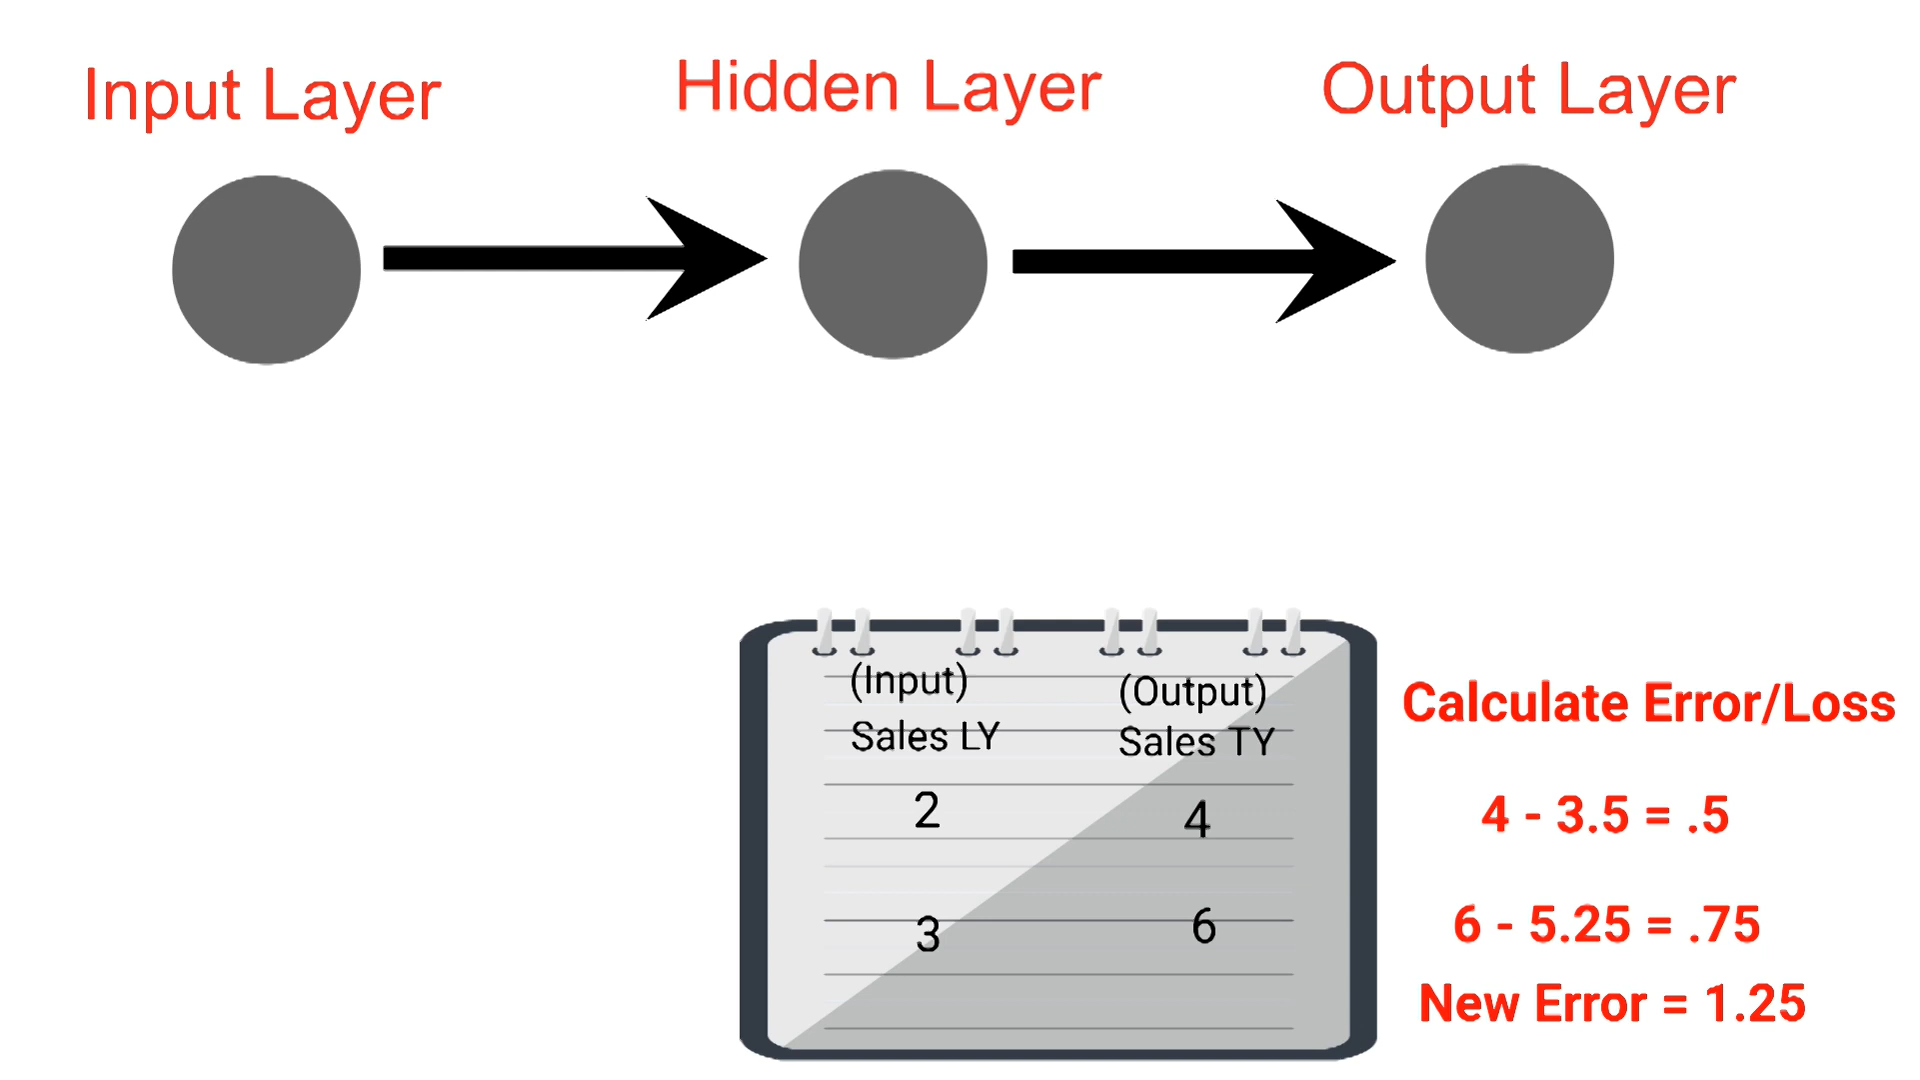 Input Layer
Hidden Layer
Output Layer
(Input)
Sales LY
(Output)
Sales TY
2
4
3
6
Calculate Error/Loss
4 - 3.5 = .5
6 - 5.25 = .75
New Error = 1.25